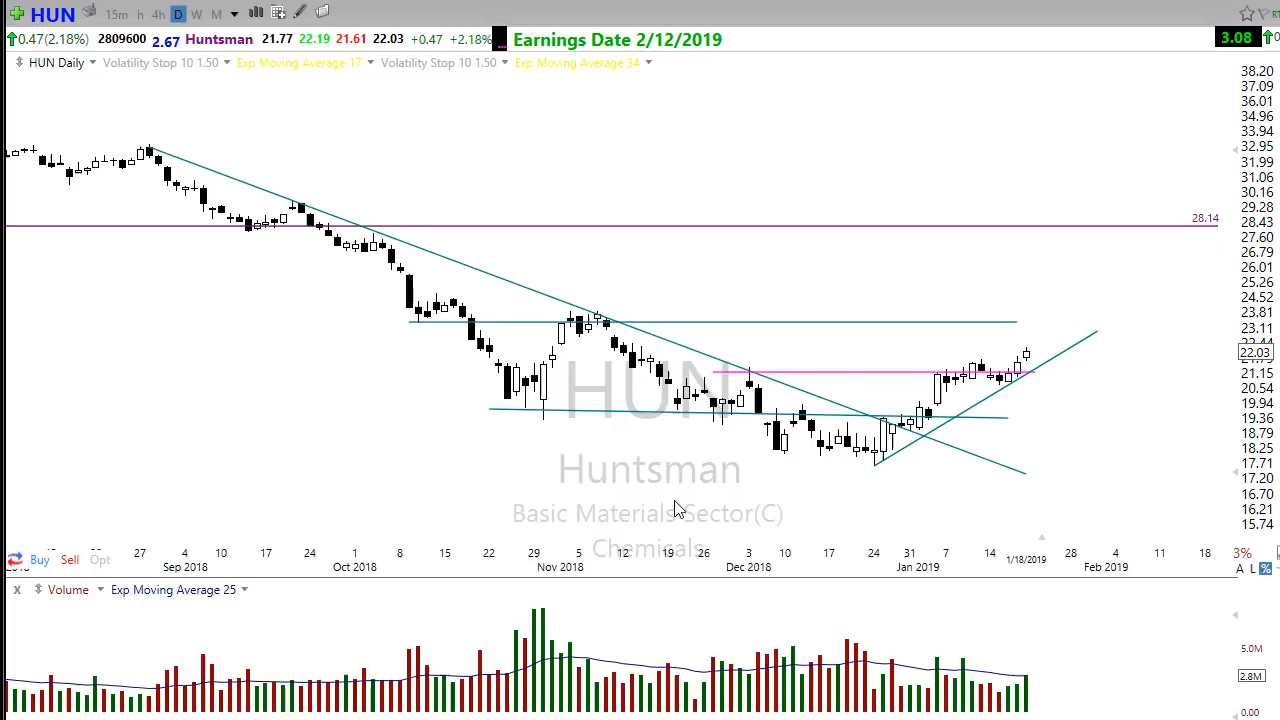 HUN 15m h 4h D W M
0.47(2.18%) 2809600 2.67 Huntsman 21.77 22.19 21.61 22.03 +0.47 +2.18% Earnings Date 2/12/2019 3.08
HUN Daily Volatility Stop 10 1.50 Exp Moving Average 17 Volatility Stop 10 1.50 Exp Moving Average 34
38.20
37.09
36.01
34.96
33.94
32.95
31.99
31.06
30.16
29.28
28.14
28.43
27.60
26.79
26.01
25.26
24.52
23.81
23.11
22.03
21.15
20.54
19.94
19.36
18.79
18.25
17.71
17.20
16.70
16.21
15.74
HUN
Huntsman
Basic Materials Sector(C)
Chemicals
27 4 10 17 24 1 8 15 22 29 5 12 19 26 3 10 17 24 31 7 14 28 4 11 18 3%
Sep 2018 Oct 2018 Nov 2018 Dec 2018 Jan 2019 1/18/2019 Feb 2019 A L %
Buy Sell Opt
X Volume Exp Moving Average 25
5.0M
2.8M
0.00